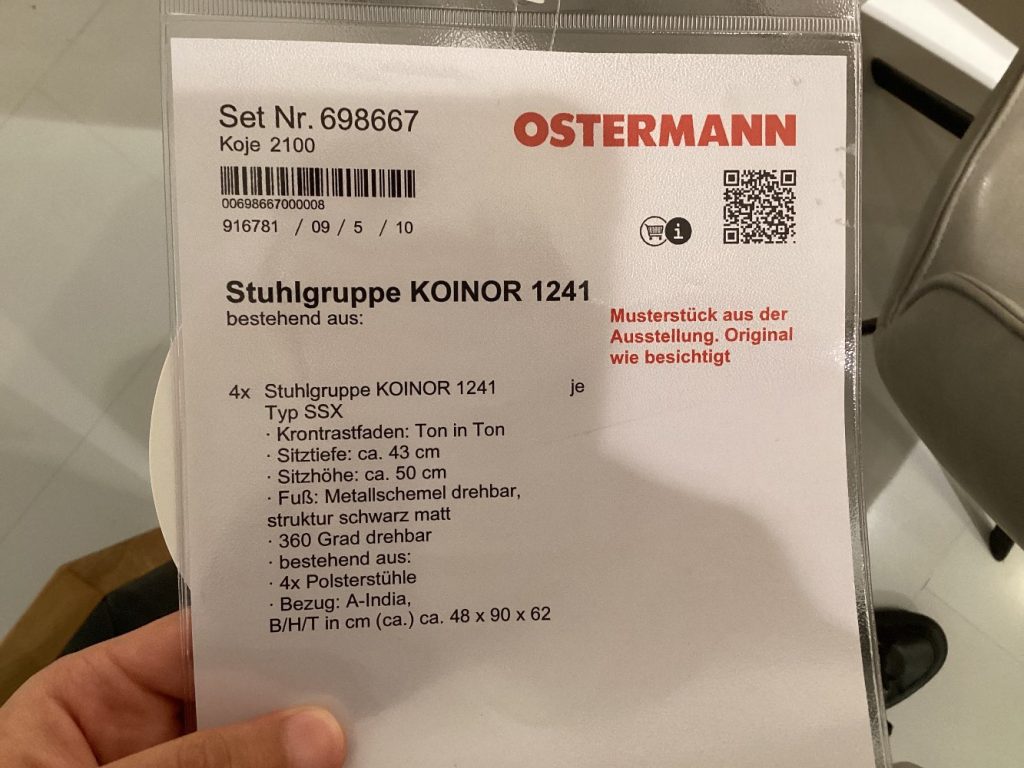 Set Nr. 698667
Koje 2100
OSTERMANN
00698667000008
916781 / 09 / 5 / 10
i
Stuhlgruppe KOINOR 1241
bestehend aus:
Musterstück aus der
Ausstellung. Original
wie besichtigt
4x Stuhlgruppe KOINOR 1241 je
Typ SSX
· Krontrastfaden: Ton in Ton
· Sitztiefe: ca. 43 cm
· Sitzhöhe: ca. 50 cm
· Fuß: Metallschemel drehbar,
struktur schwarz matt
· 360 Grad drehbar
· bestehend aus:
· 4x Polsterstühle
· Bezug: A-India,
B/H/T in cm (ca.) ca. 48 x 90 x 62